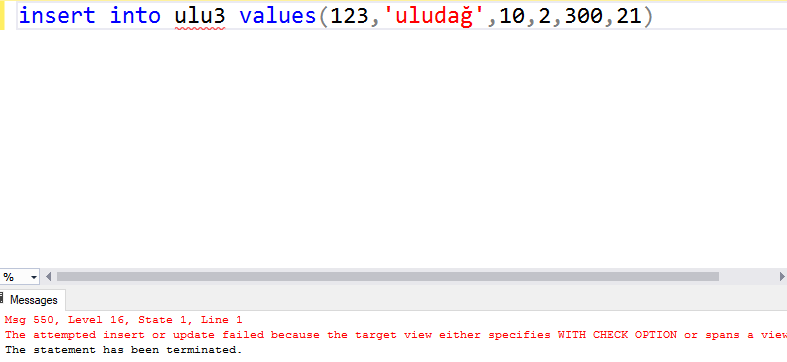 insert into ulu3 values(123,'uludağ',10,2,300,21)
%
Messages
Msg 550, Level 16, State 1, Line 1
The attempted insert or update failed because the target view either specifies WITH CHECK OPTION or spans a view
The statement has been terminated.